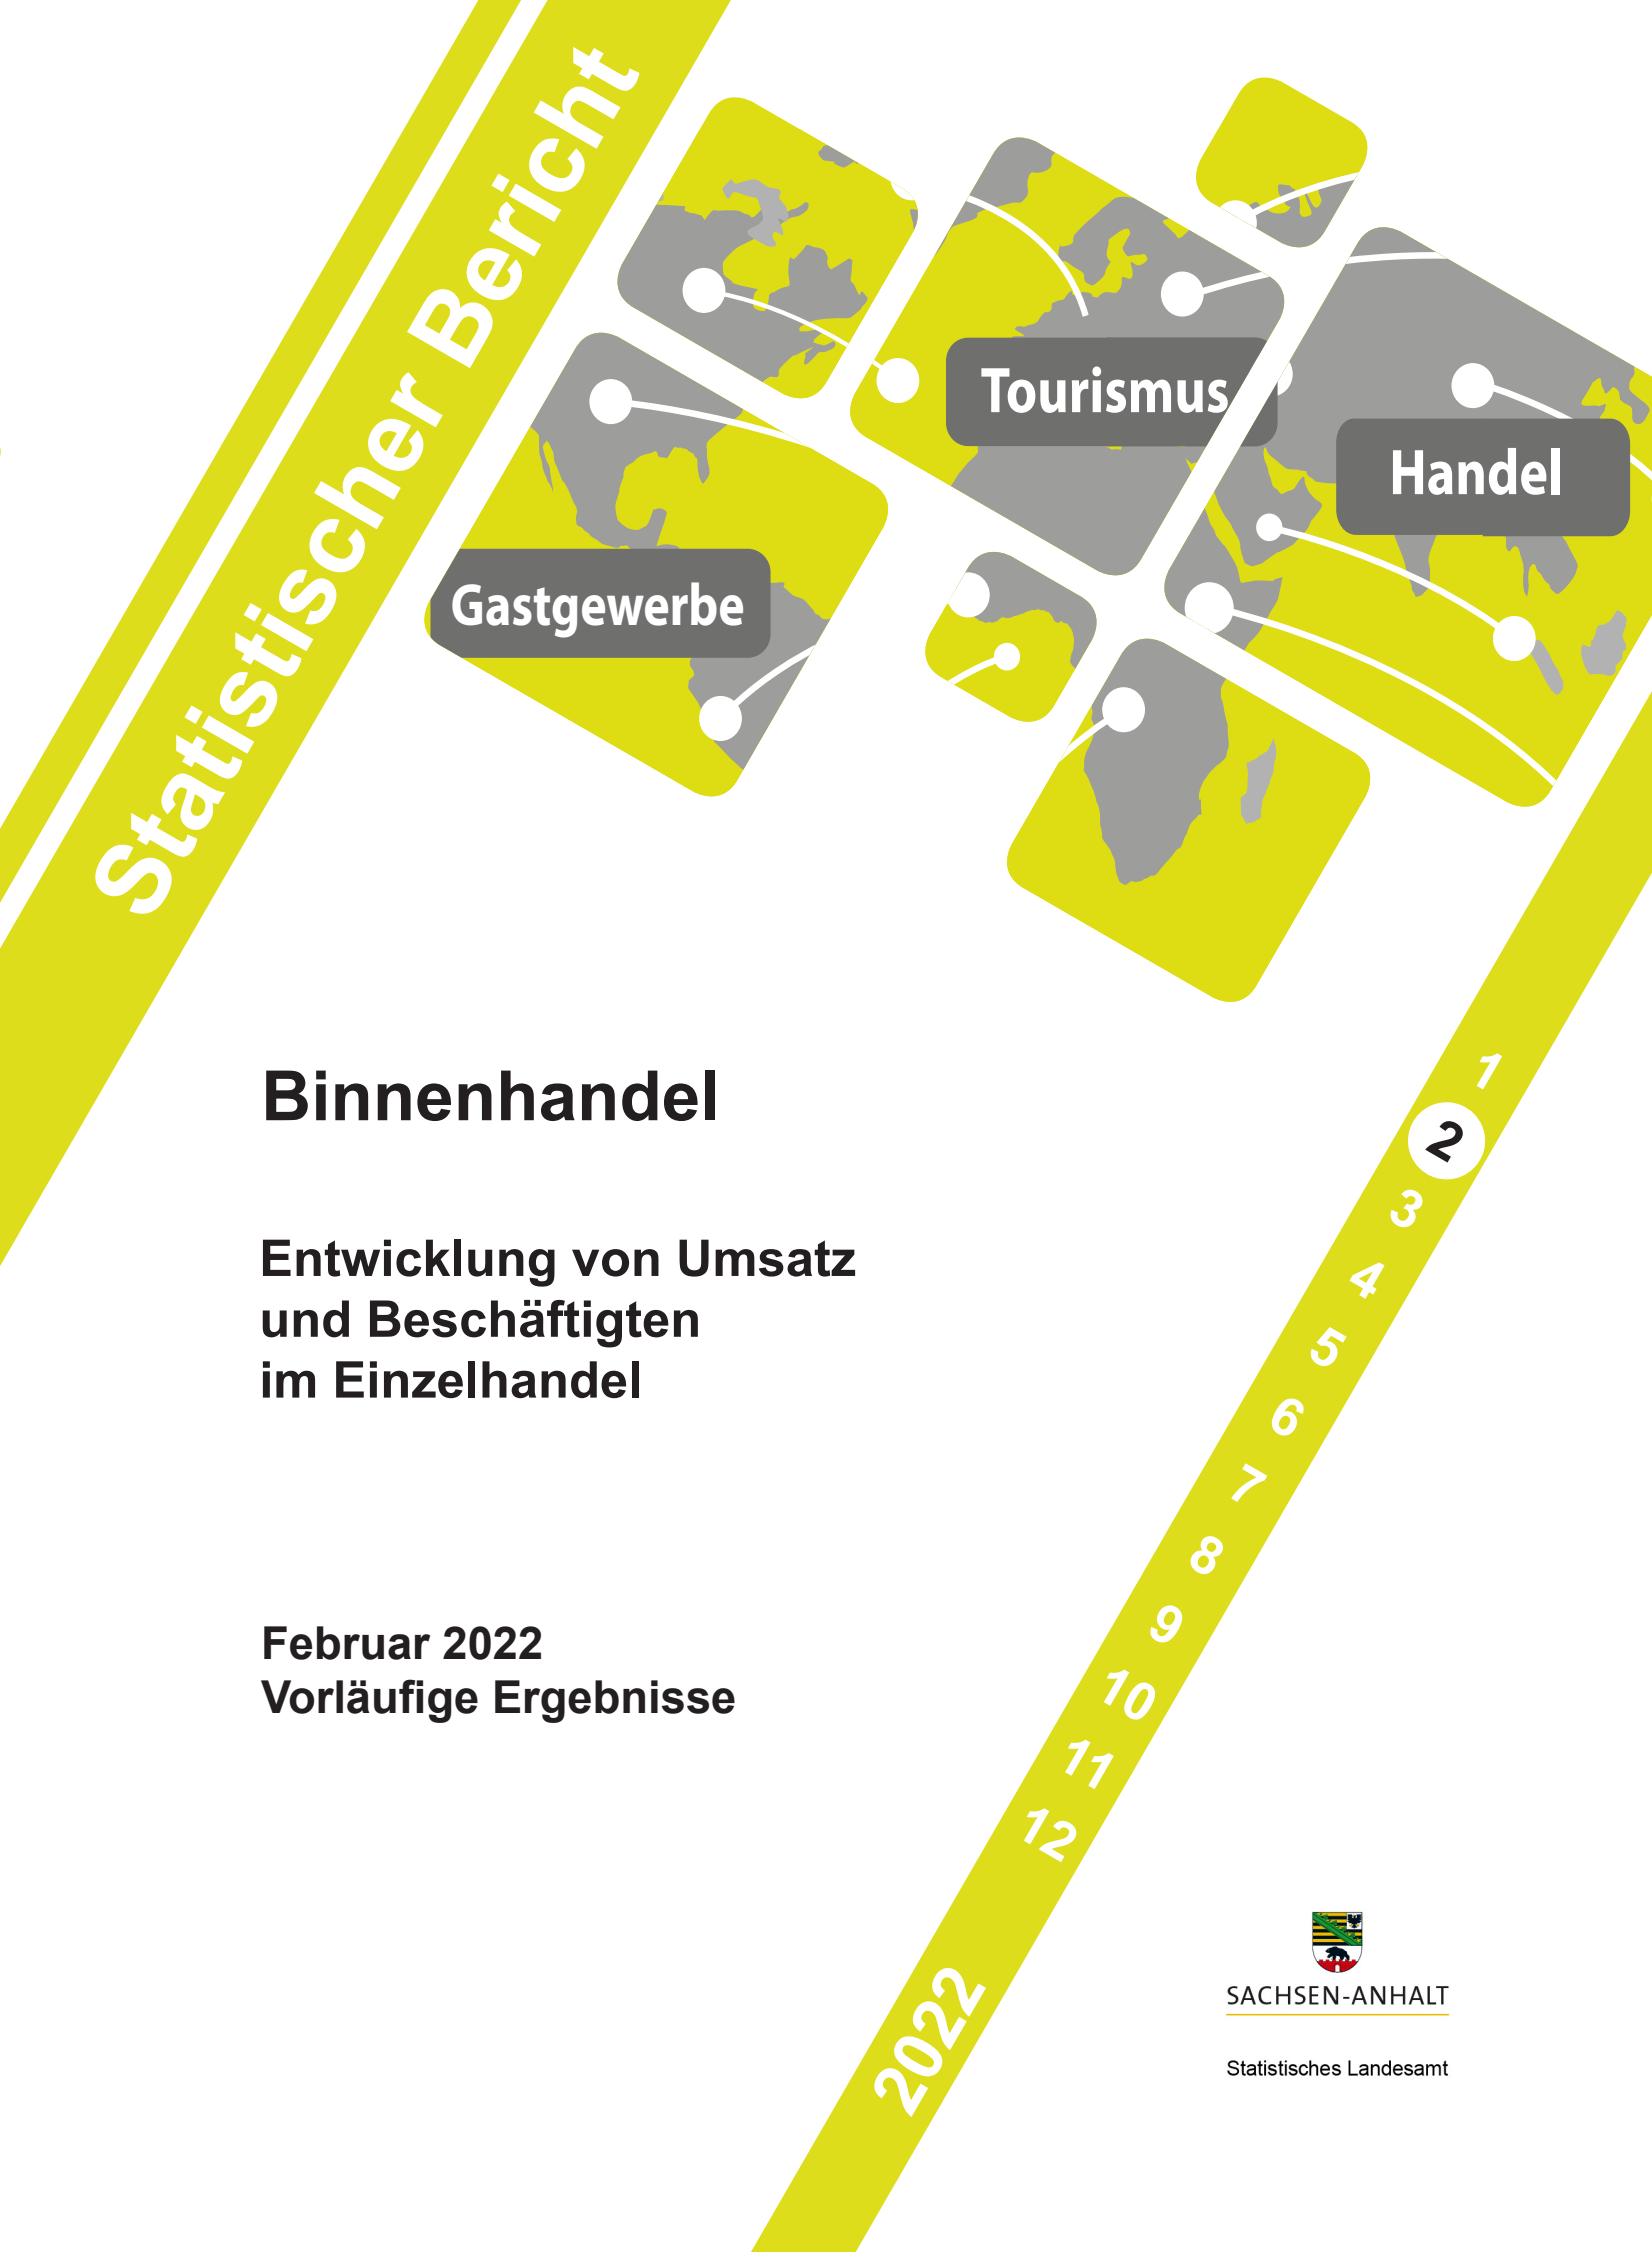 Statistischer Bericht
Tourismus
Handel
Gastgewerbe
Binnenhandel
Entwicklung von Umsatz
und Beschäftigten
im Einzelhandel
Februar 2022
Vorläufige Ergebnisse
1
2
3
4
5
6
7
8
9
10
11
12
2022
SACHSEN-ANHALT
Statistisches Landesamt